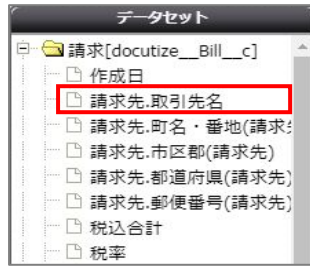 データセット
請求[docutize__Bill__c]
作成日
請求先.取引先名
請求先.町名・番地(請求
請求先.市区郡(請求先)
請求先.都道府県(請求先)
請求先.郵便番号(請求先)
税込合計
税率